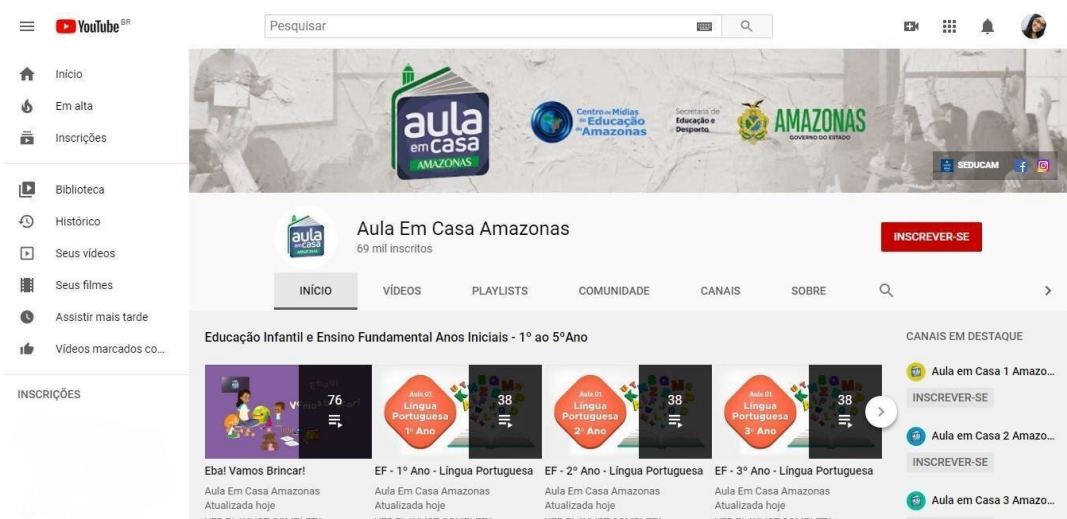 YouTube BR
Pesquisar
Início
Em alta
Inscrições
Biblioteca
Histórico
Seus vídeos
Seus filmes
Assistir mais tarde
Vídeos marcados co...
INSCRIÇÕES
aula
em casa
AMAZONAS
Centro de Mídias
de Educação
do Amazonas
Secretaria de
Educação e
Desporto
AMAZONAS
GOVERNO DO ESTADO
SEDUCAM
aula
em casa
AMAZONAS
Aula Em Casa Amazonas
69 mil inscritos
INSCREVER-SE
INÍCIO
VÍDEOS
PLAYLISTS
COMUNIDADE
CANAIS
SOBRE
Educação Infantil e Ensino Fundamental Anos Iniciais - 1º ao 5ºAno
76
Aula 01
Língua
Portuguesa
1º Ano
38
Aula 01
Língua
Portuguesa
2º Ano
38
Aula 01
Língua
Portuguesa
3º Ano
38
Eba! Vamos Brincar!
Aula Em Casa Amazonas
Atualizada hoje
EF - 1º Ano - Língua Portuguesa
Aula Em Casa Amazonas
Atualizada hoje
EF - 2º Ano - Língua Portuguesa
Aula Em Casa Amazonas
Atualizada hoje
EF - 3º Ano - Língua Portuguesa
Aula Em Casa Amazonas
Atualizada hoje
CANAIS EM DESTAQUE
Aula em Casa 1 Amazo...
INSCREVER-SE
Aula em Casa 2 Amazo...
INSCREVER-SE
Aula em Casa 3 Amazo...